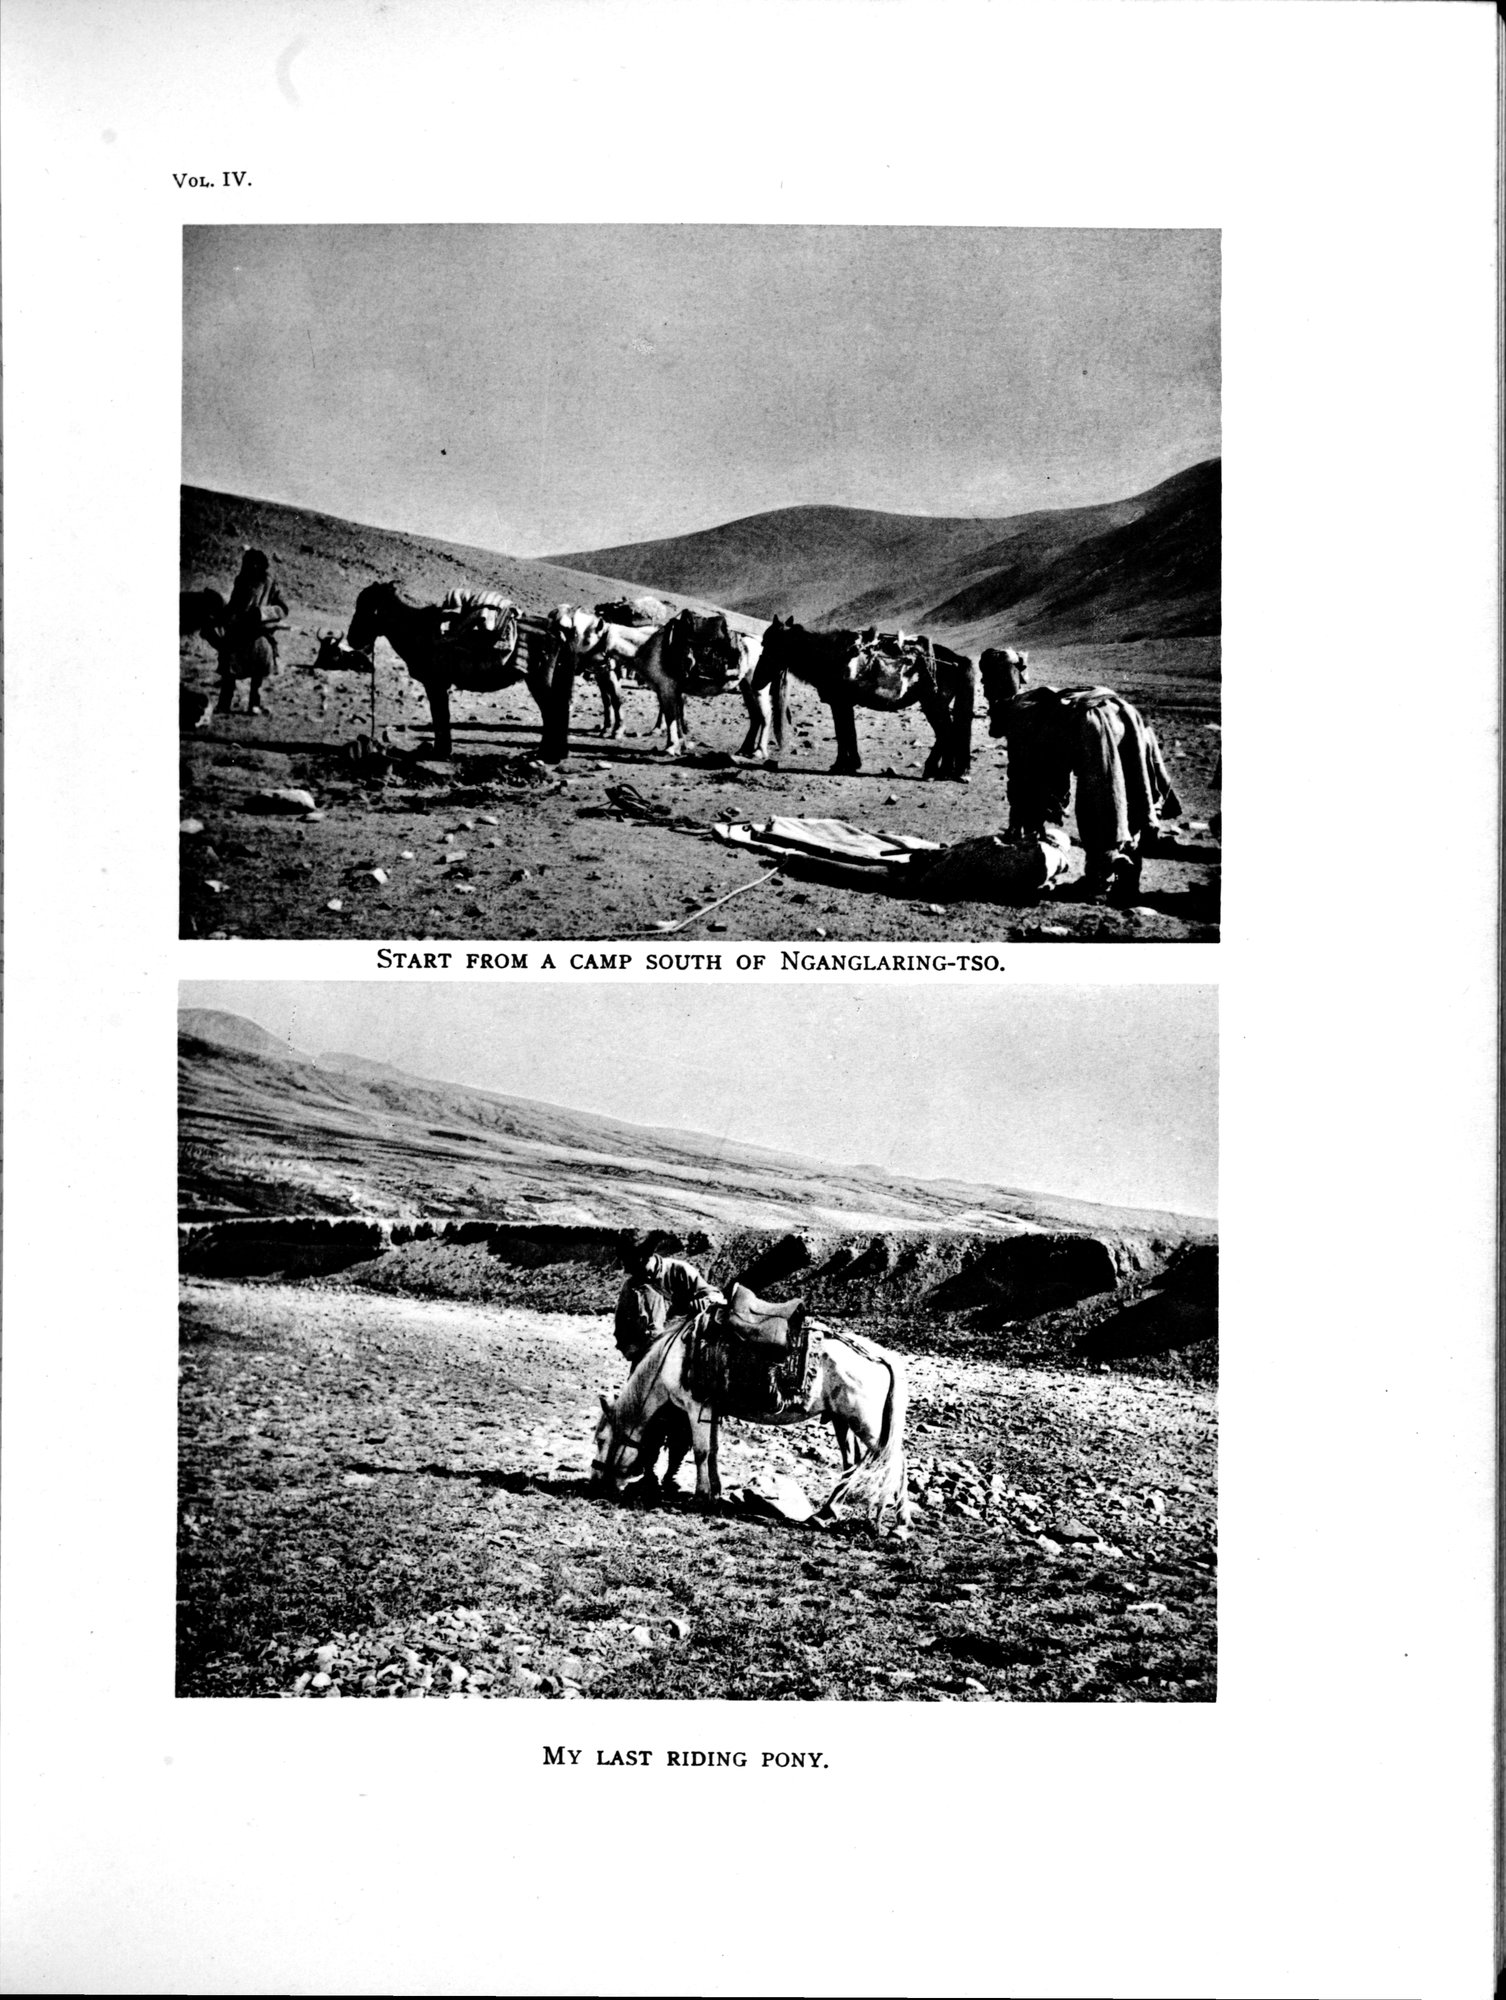 Vol. IV.
Start from a camp south of Nganglaring-tso.
My last riding pony.